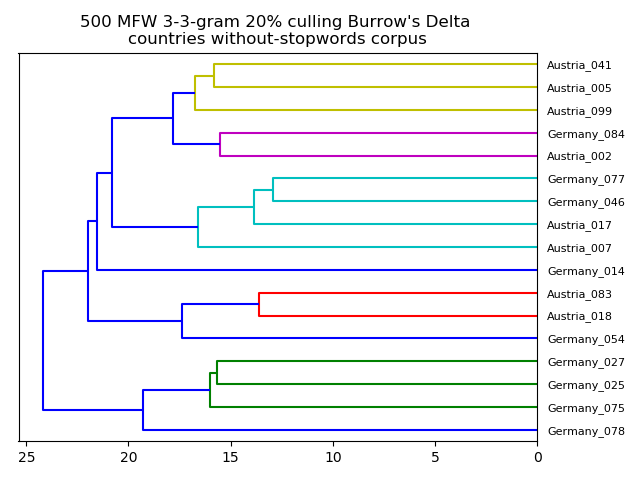 500 MFW 3-3-gram 20% culling Burrow's Delta
countries without-stopwords corpus
Austria_041
Austria_005
Austria_099
Germany_084
Austria_002
Germany_077
Germany_046
Austria_017
Austria_007
Germany_014
Austria_083
Austria_018
Germany_054
Germany_027
Germany_025
Germany_075
Germany_078
25 20 15 10 5 0